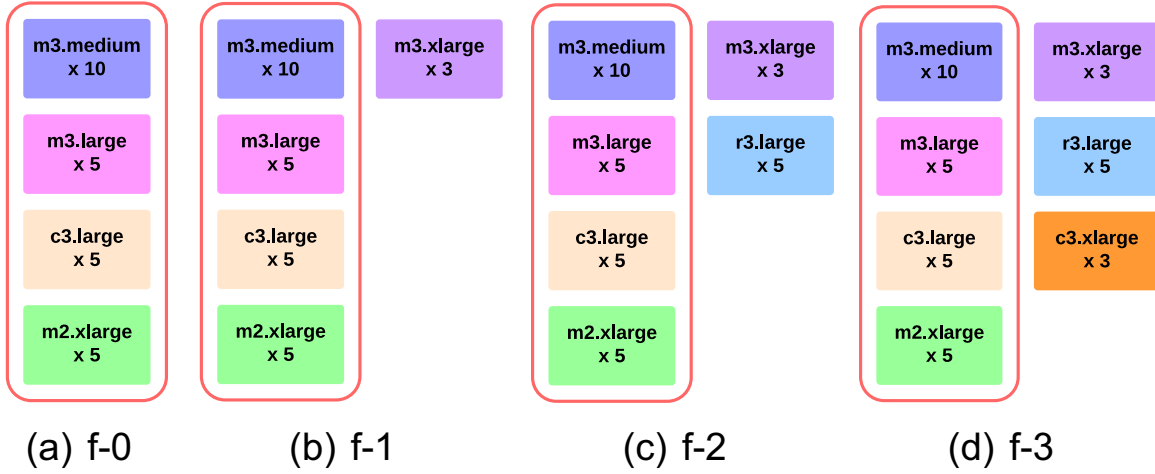 m3.medium
x 10
m3.large
x 5
c3.large
x 5
m2.xlarge
x 5
(a) f-0
m3.medium
x 10
m3.xlarge
x 3
m3.large
x 5
c3.large
x 5
m2.xlarge
x 5
(b) f-1
m3.medium
x 10
m3.xlarge
x 3
m3.large
x 5
r3.large
x 5
c3.large
x 5
m2.xlarge
x 5
(c) f-2
m3.medium
x 10
m3.xlarge
x 3
m3.large
x 5
r3.large
x 5
c3.large
x 5
c3.xlarge
x 3
m2.xlarge
x 5
(d) f-3